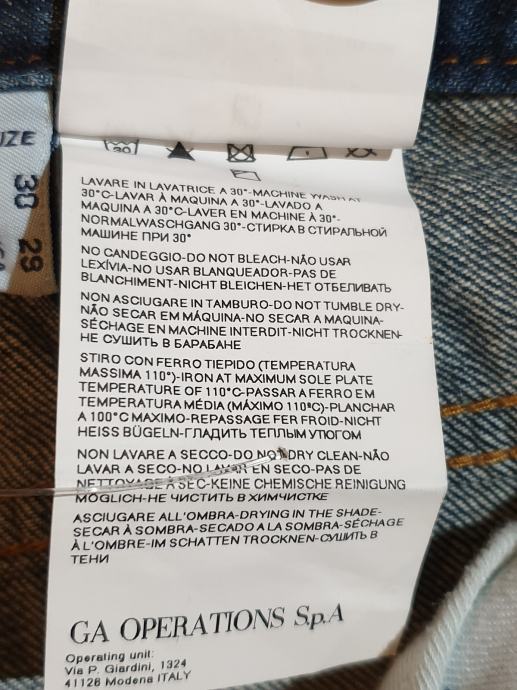 IZE
30
29
30
LAVARE IN LAVATRICE A 30°-MACHINE WASH AT
30°C-LAVAR À MAQUINA A 30°-LAVADO A
MAQUINA A 30°C-LAVER EN MACHINE À 30°-
NORMALWASCHGANG 30°-СТИРКА В СТИРАЛЬНОЙ
МАШИНЕ ПРИ 30°
NO CANDEGGIO-DO NOT BLEACH-NÃO USAR
LEXÍVIA-NO USAR BLANQUEADOR-PAS DE
BLANCHIMENT-NICHT BLEICHEN-НЕТ ОТБЕЛИВАТЬ
NON ASCIUGARE IN TAMBURO-DO NOT TUMBLE DRY-
NÃO SECAR EM MÁQUINA-NO SECAR A MAQUINA-
SÉCHAGE EN MACHINE INTERDIT-NICHT TROCKNEN-
НЕ СУШИТЬ В БАРАБАНЕ
STIRO CON FERRO TIEPIDO (TEMPERATURA
MASSIMA 110°)-IRON AT MAXIMUM SOLE PLATE
TEMPERATURE OF 110°C-PASSAR A FERRO EM
TEMPERATURA MÉDIA (MÁXIMO 110ºC)-PLANCHAR
A 100°C MAXIMO-REPASSAGE FER FROID-NICHT
HEISS BÜGELN-ГЛАДИТЬ ТЕПЛЫМ УТЮГОМ
NON LAVARE A SECCO-DO NOT DRY CLEAN-NÃO
LAVAR A SECO-NO LAVAR EN SECO-PAS DE
NETTOYAGE À SEC-KEINE CHEMISCHE REINIGUNG
MÖGLICH-НЕ ЧИСТИТЬ В ХИМЧИСТКЕ
ASCIUGARE ALL'OMBRA-DRYING IN THE SHADE-
SECAR À SOMBRA-SECADO A LA SOMBRA-SÉCHAGE
À L'OMBRE-IM SCHATTEN TROCKNEN-СУШИТЬ В
ТЕНИ
GA OPERATIONS S.p.A
Operating unit:
Via P. Giardini, 1324
41126 Modena ITALY